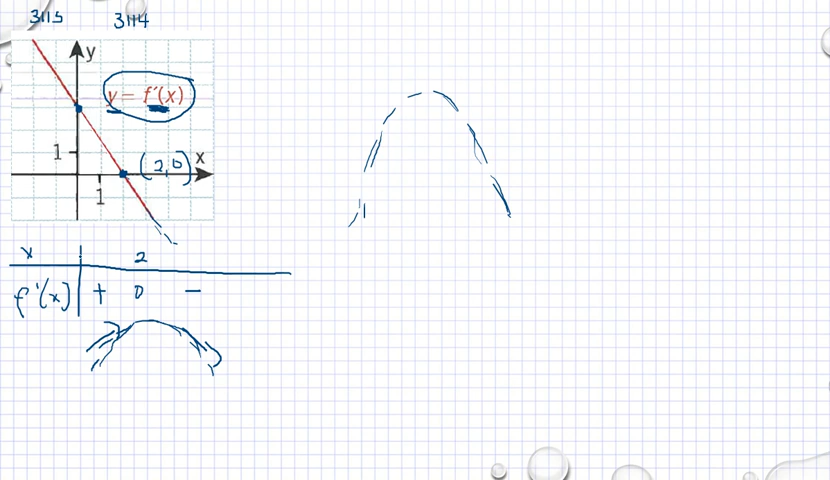 3115 3114
y
y = f'(x)
1 (2,0) x
1
x 2
f'(x) + 0 -